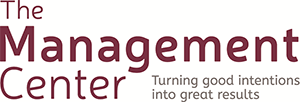 The
Management
Center
Turning good intentions
into great results